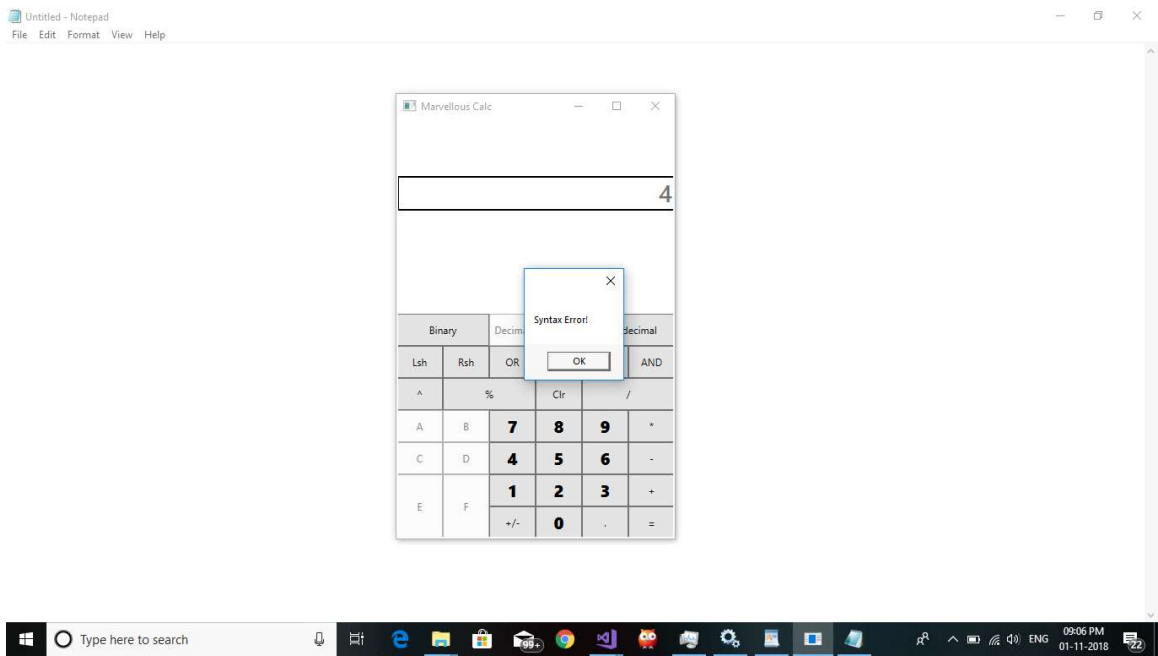 Untitled - Notepad
File Edit Format View Help
Marvellous Calc
4
Syntax Error!
OK
Binary Decim decimal
Lsh Rsh OR AND
^ % Clr /
A B 7 8 9 *
C D 4 5 6 -
E F 1 2 3 +
+/- 0 . =
Type here to search
99+
ENG
09:06 PM
01-11-2018
22